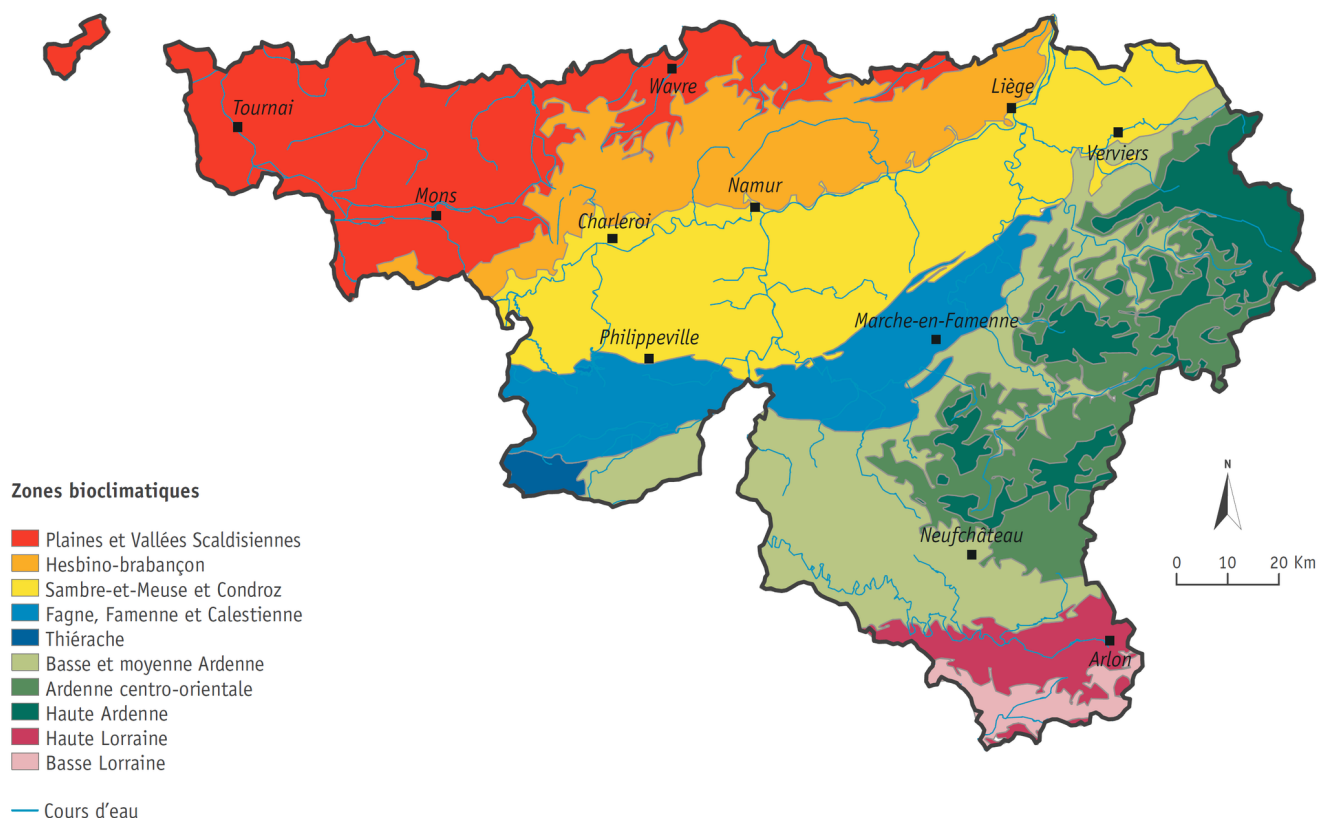 Wavre
Liège
Tournai
Verviers
Namur
Mons
Charleroi
Marche-en-Famenne
Philippeville
Neufchâteau
Arlon
N
0 10 20 Km
Zones bioclimatiques
Plaines et Vallées Scaldisiennes
Hesbino-brabançon
Sambre-et-Meuse et Condroz
Fagne, Famenne et Calestienne
Thiérache
Basse et moyenne Ardenne
Ardenne centro-orientale
Haute Ardenne
Haute Lorraine
Basse Lorraine
Cours d'eau